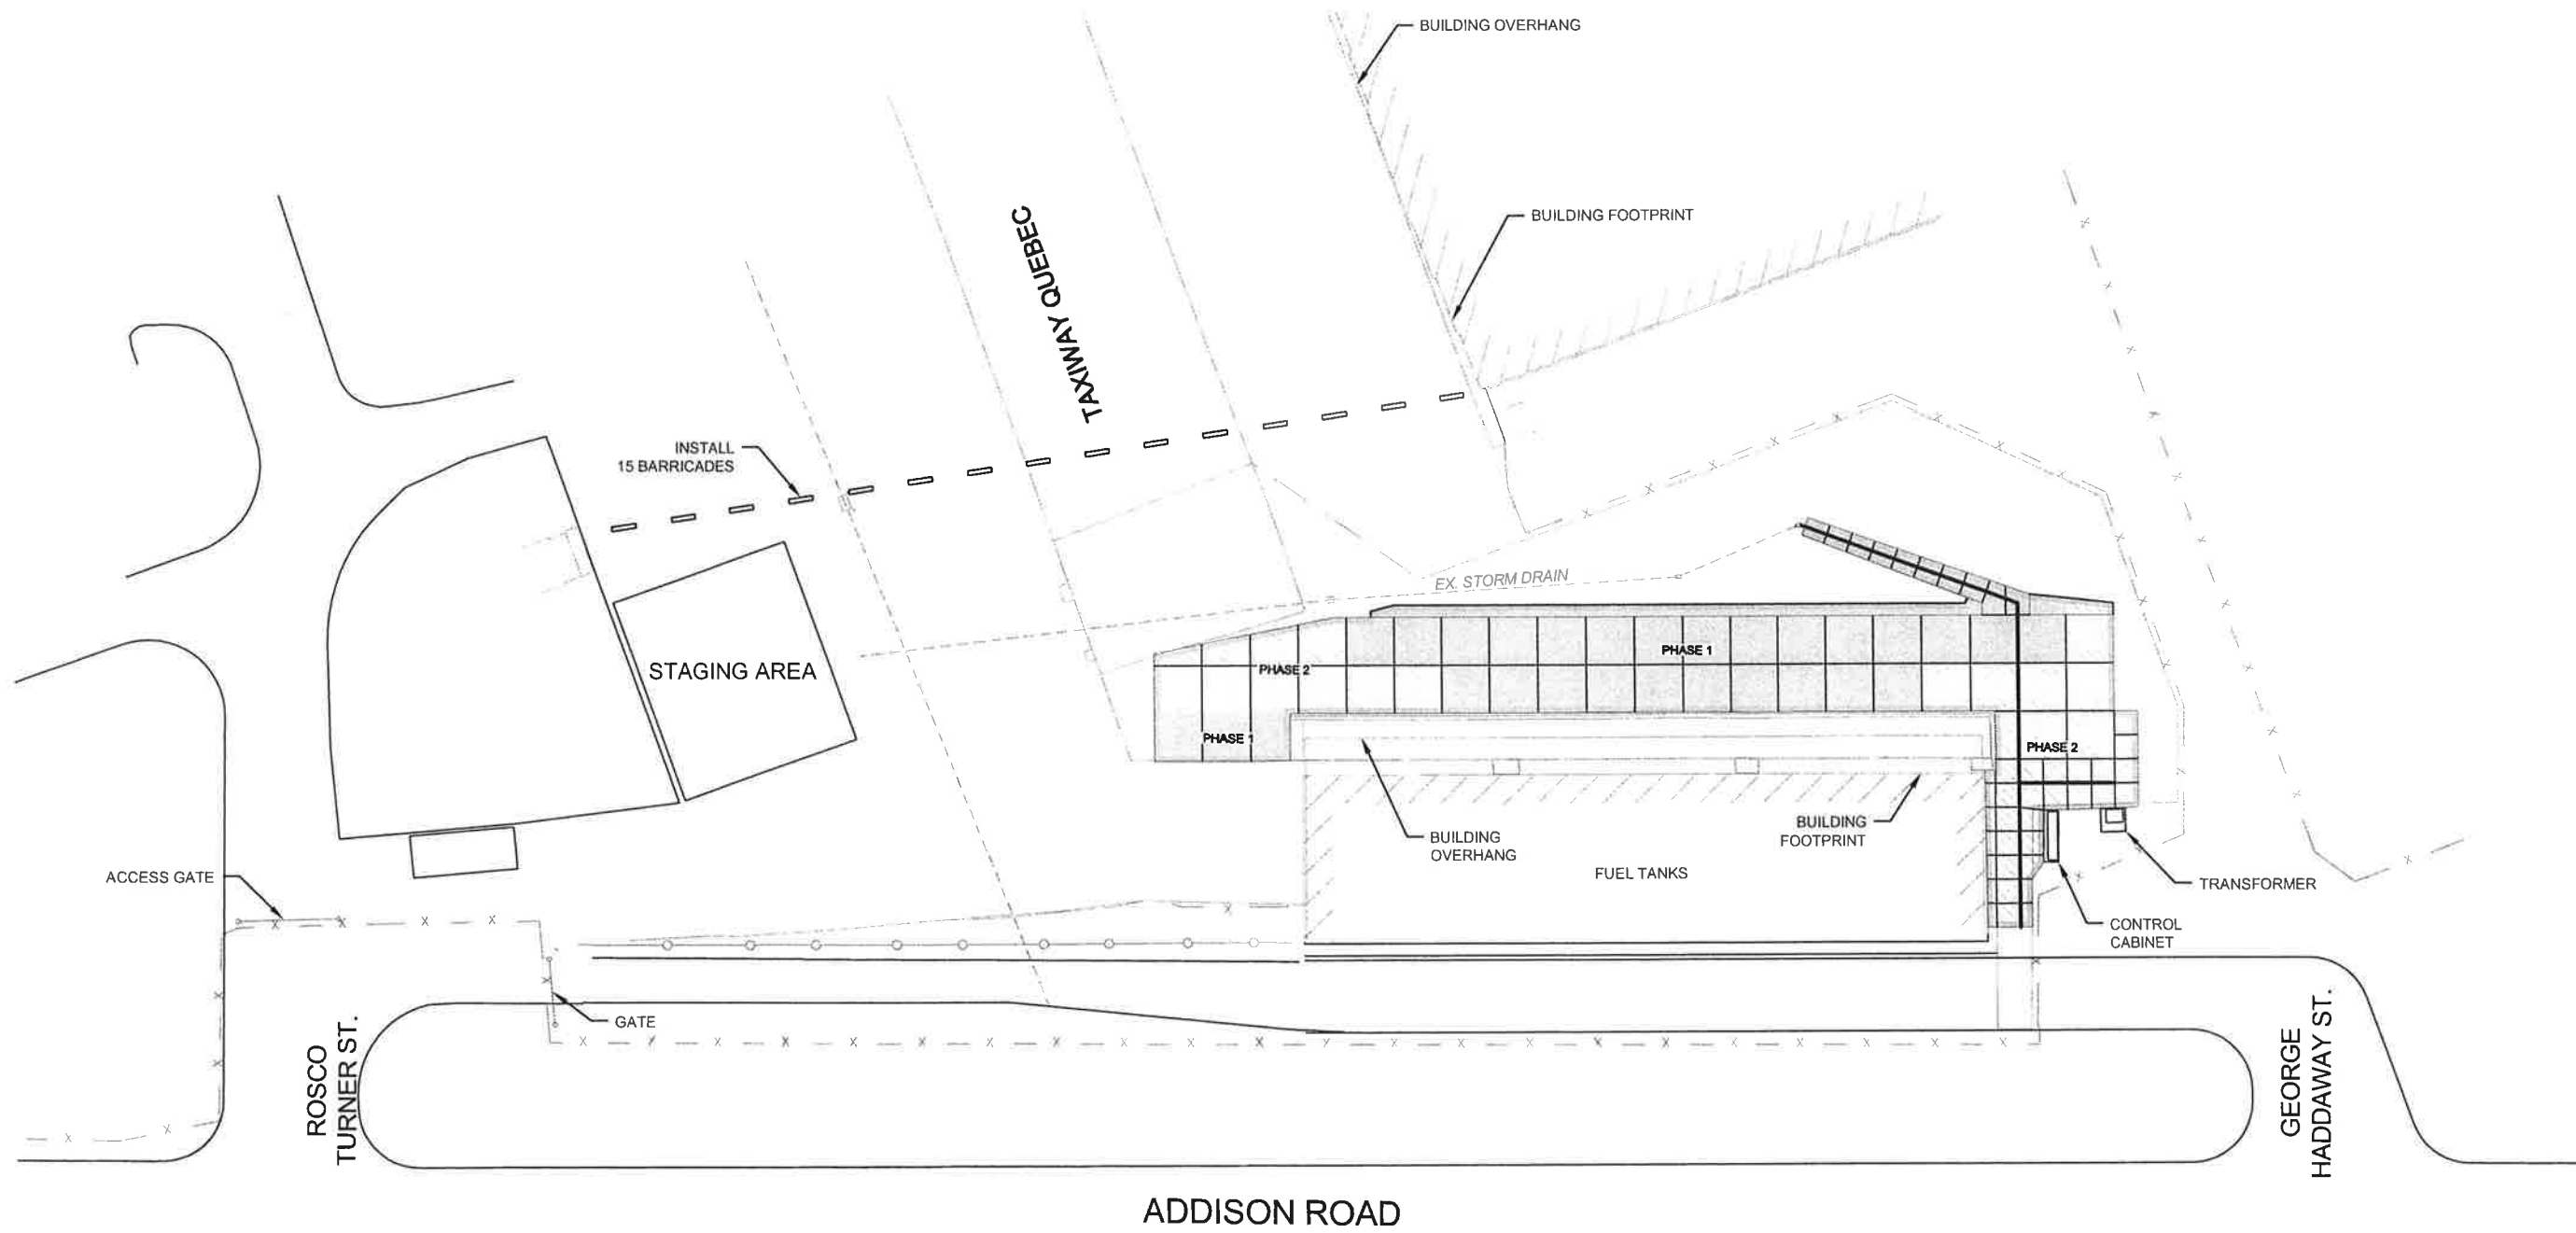 BUILDING OVERHANG
BUILDING FOOTPRINT
TAXIWAY QUEBEC
INSTALL
15 BARRICADES
EX. STORM DRAIN
STAGING AREA
PHASE 2
PHASE 1
PHASE 1
PHASE 2
BUILDING
OVERHANG
BUILDING
FOOTPRINT
FUEL TANKS
ACCESS GATE
TRANSFORMER
CONTROL
CABINET
GATE
ROSCO
TURNER ST.
GEORGE
HADDAWAY ST.
ADDISON ROAD